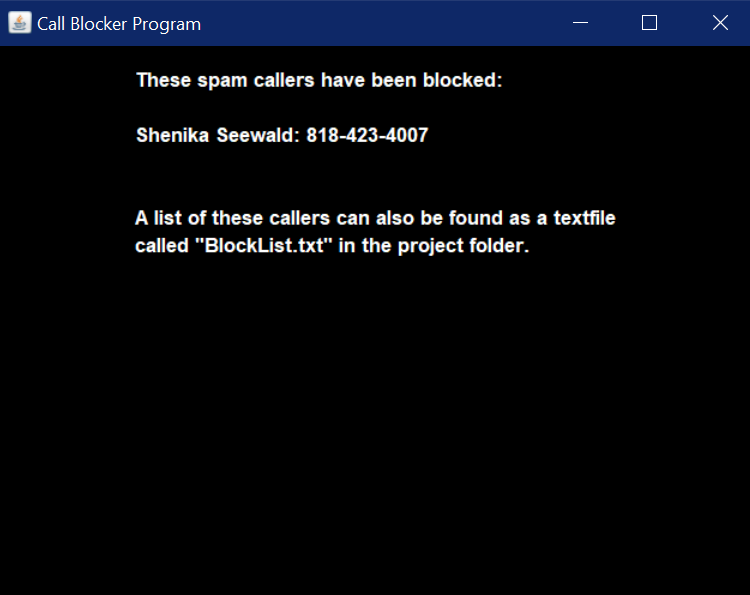 Call Blocker Program
These spam callers have been blocked:
Shenika Seewald: 818-423-4007
A list of these callers can also be found as a textfile
called "BlockList.txt" in the project folder.